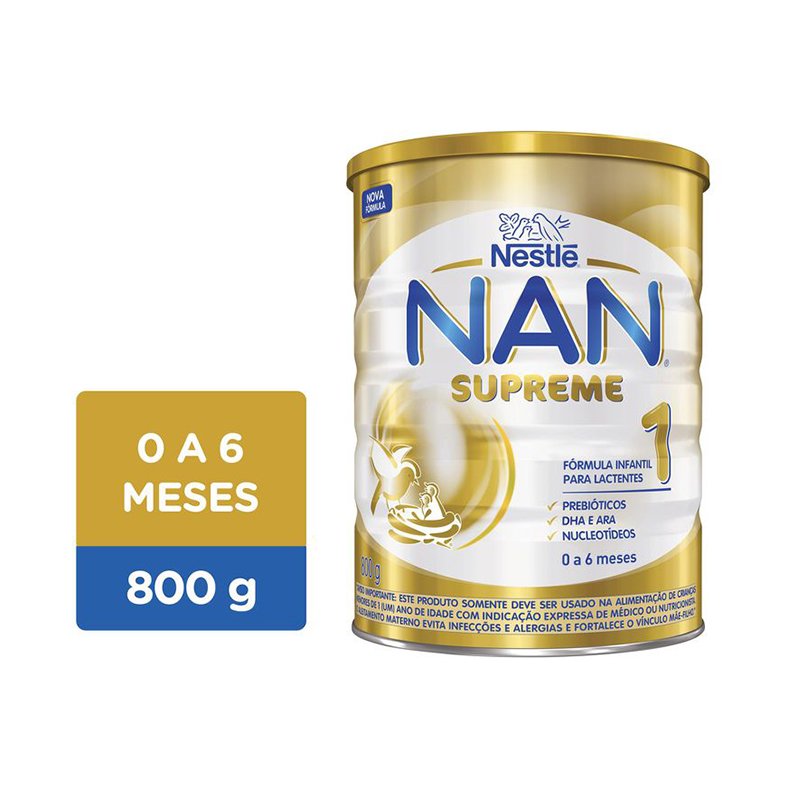 0 A 6
MESES
800 g
NOVA
FÓRMULA
Nestlé
NAN®
SUPREME
1
FÓRMULA INFANTIL
PARA LACTENTES
PREBIÓTICOS
DHA E ARA
NUCLEOTÍDEOS
0 a 6 meses
800 g
IMPORTANTE: ESTE PRODUTO SOMENTE DEVE SER USADO NA ALIMENTAÇÃO DE CRIANÇAS
MENORES DE 1 (UM) ANO DE IDADE COM INDICAÇÃO EXPRESSA DE MÉDICO OU NUTRICIONISTA.
ALEITAMENTO MATERNO EVITA INFECÇÕES E ALERGIAS E FORTALECE O VÍNCULO MÃE-FILHO